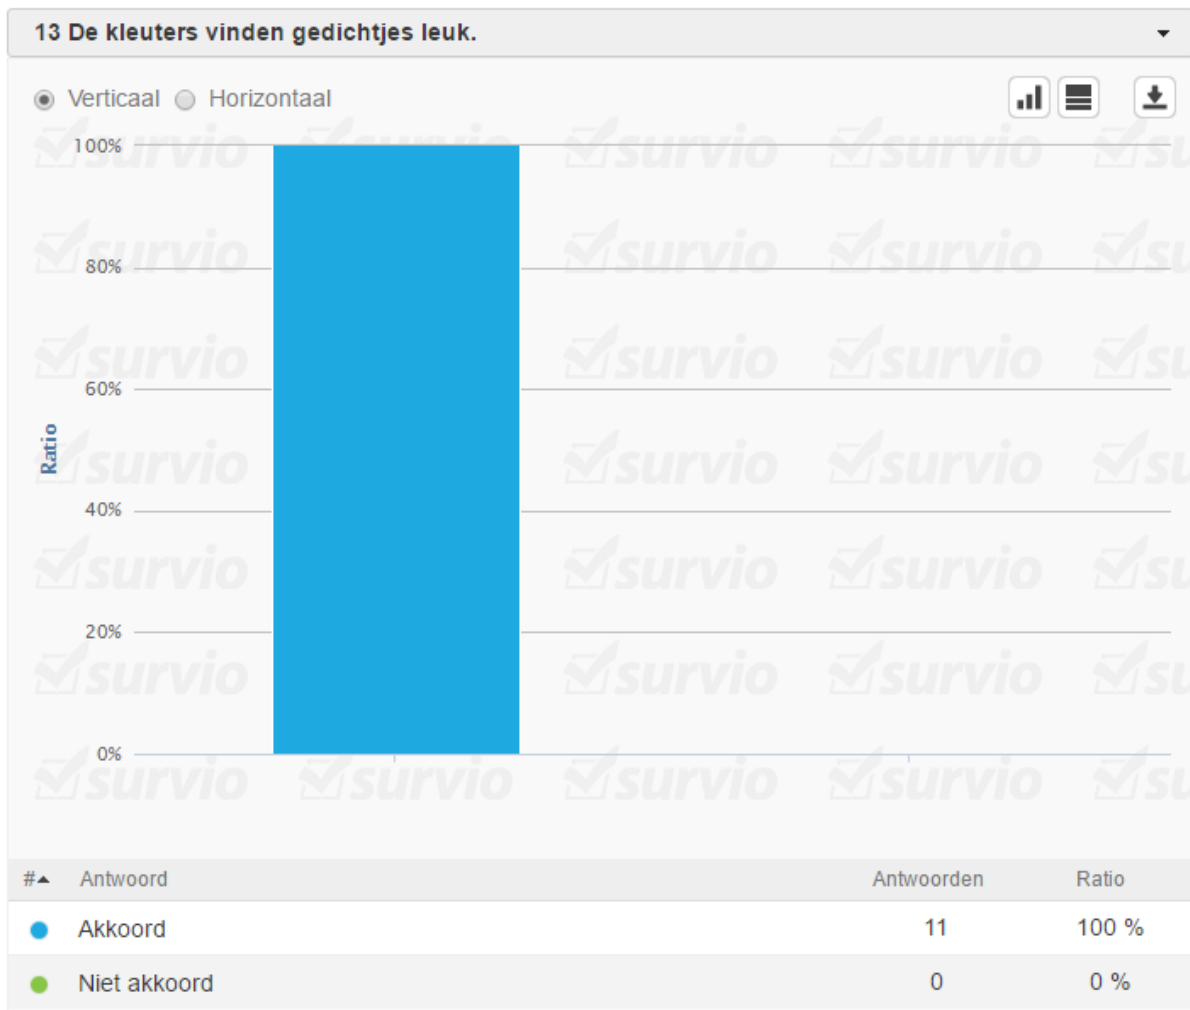 13 De kleuters vinden gedichtjes leuk.
Verticaal Horizontaal
100%
80%
60%
Ratio
40%
20%
0%
# Antwoord Antwoorden Ratio
Akkoord 11 100 %
Niet akkoord 0 0 %
survio